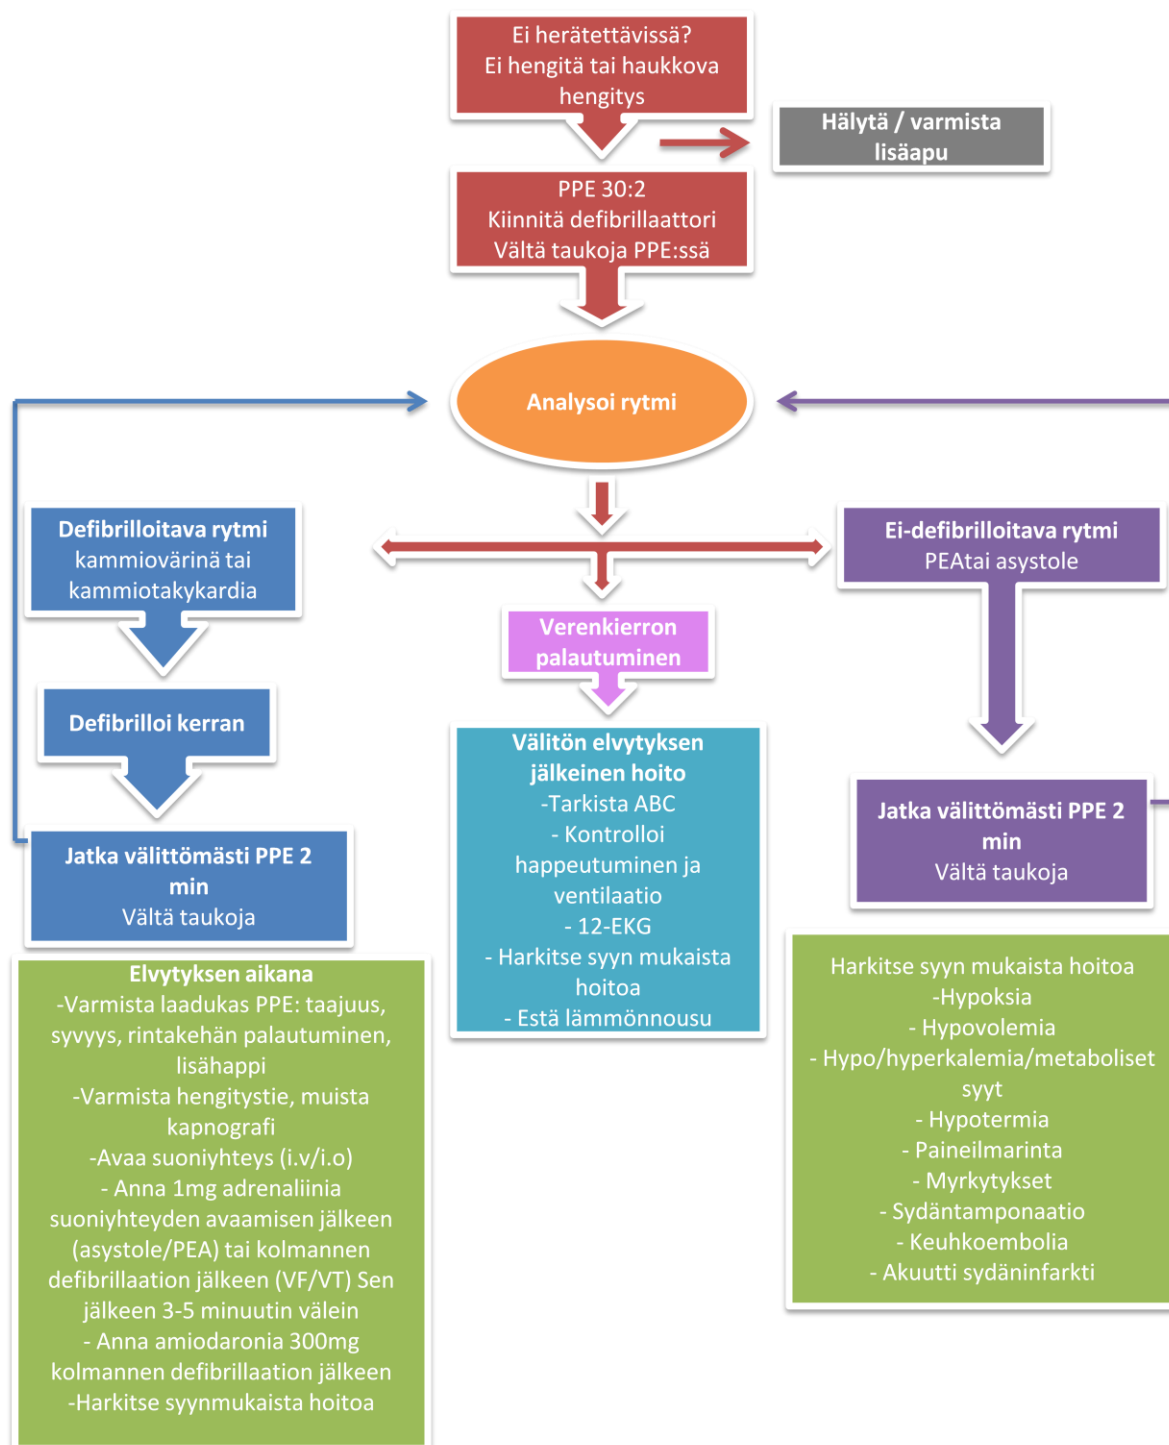 Ei herätettävissä?
Ei hengitä tai haukkova
hengitys
Hälytä / varmista
lisäapu
PPE 30:2
Kiinnitä defibrillaattori
Vältä taukoja PPE:ssä
Analysoi rytmi
Defibrilloitava rytmi
kammiovärinä tai
kammiotakykardia
Defibrilloi kerran
Jatka välittömästi PPE 2
min
Vältä taukoja
Elvytyksen aikana
-Varmista laadukas PPE: taajuus,
syvyys, rintakehän palautuminen,
lisähappi
-Varmista hengitystie, muista
kapnografi
-Avaa suoniyhteys (i.v/i.o)
- Anna 1mg adrenaliinia
suoniyhteyden avaamisen jälkeen
(asystole/PEA) tai kolmannen
defibrillaation jälkeen (VF/VT) Sen
jälkeen 3-5 minuutin välein
- Anna amiodaronia 300mg
kolmannen defibrillaation jälkeen
-Harkitse syynmukaista hoitoa
Verenkierron
palautuminen
Välitön elvytyksen
jälkeinen hoito
-Tarkista ABC
- Kontrolloi
happeutuminen ja
ventilaatio
- 12-EKG
- Harkitse syyn mukaista
hoitoa
- Estä lämmönnousu
Ei-defibrilloitava rytmi
PEAtai asystole
Jatka välittömästi PPE 2
min
Vältä taukoja
Harkitse syyn mukaista hoitoa
-Hypoksia
- Hypovolemia
- Hypo/hyperkalemia/metaboliset
syyt
- Hypotermia
- Paineilmarinta
- Myrkytykset
- Sydäntamponaatio
- Keuhkoembolia
- Akuutti sydäninfarkti